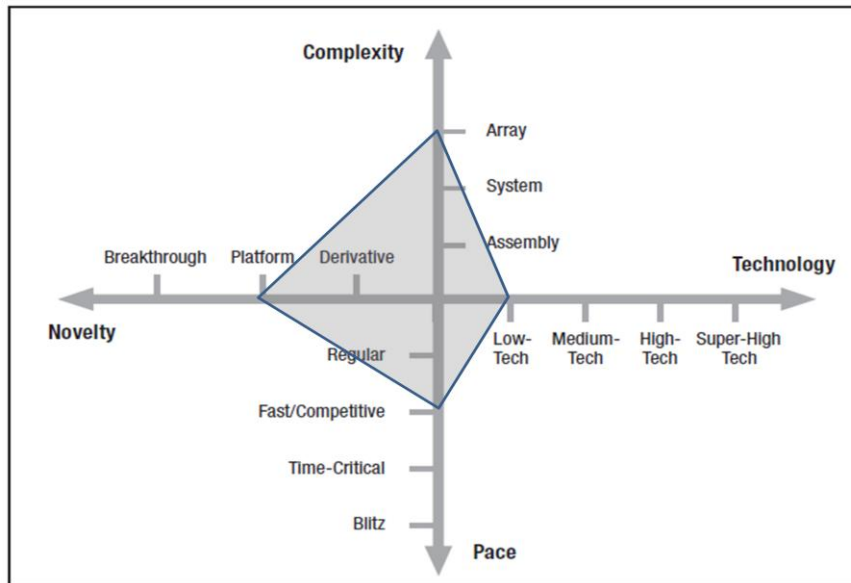 Complexity
Array
System
Assembly
Breakthrough Platform Derivative
Technology
Novelty
Low- Medium- High- Super-High
Tech Tech Tech Tech
Regular
Fast/Competitive
Time-Critical
Blitz
Pace